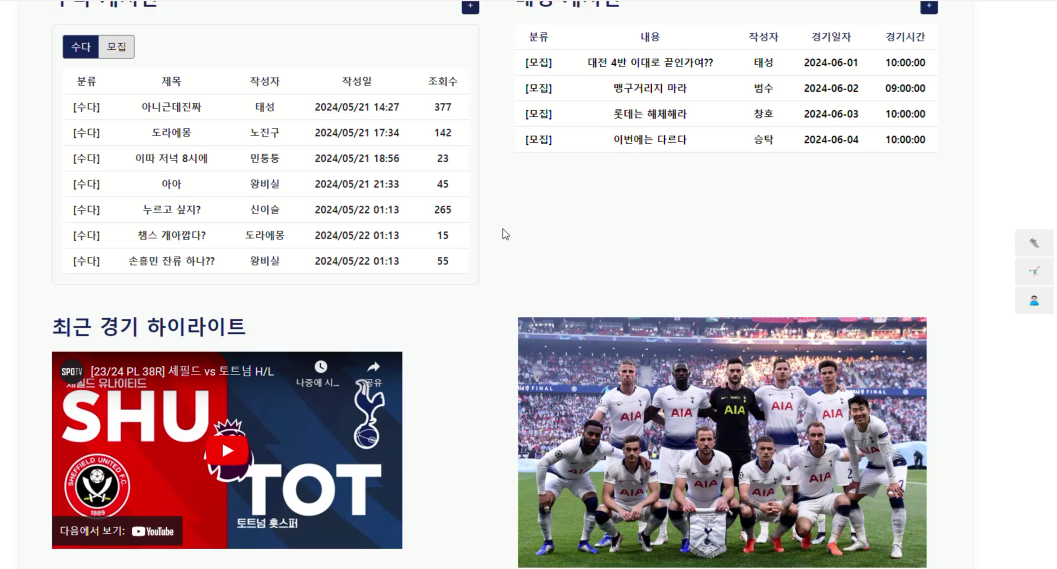 +
+
수다 모집
분류 제목 작성자 작성일 조회수
[수다] 아니근데진짜 태성 2024/05/21 14:27 377
[수다] 도라에몽 노진구 2024/05/21 17:34 142
[수다] 이따 저녁 8시에 민통통 2024/05/21 18:56 23
[수다] 아아 왕비실 2024/05/21 21:33 45
[수다] 누르고 싶지? 신이슬 2024/05/22 01:13 265
[수다] 챔스 개아깝다? 도라에몽 2024/05/22 01:13 15
[수다] 손흥민 잔류 하나?? 왕비실 2024/05/22 01:13 55
분류 내용 작성자 경기일자 경기시간
[모집] 대전 4반 이대로 끝인가여?? 태성 2024-06-01 10:00:00
[모집] 맹구거리지 마라 범수 2024-06-02 09:00:00
[모집] 롯데는 해체해라 창호 2024-06-03 10:00:00
[모집] 이번에는 다르다 승탁 2024-06-04 10:00:00
최근 경기 하이라이트
SPOTV [23/24 PL 38R] 셰필드 vs 토트넘 H/L
나중에 시... 공유
셰필드 유나이티드
SHU
TOT
토트넘 홋스퍼
SHEFFIELD UNITED F.C
1889
다음에서 보기: YouTube
FINAL
AIA AIA AIA AIA AIA
AIA AIA AIA AIA